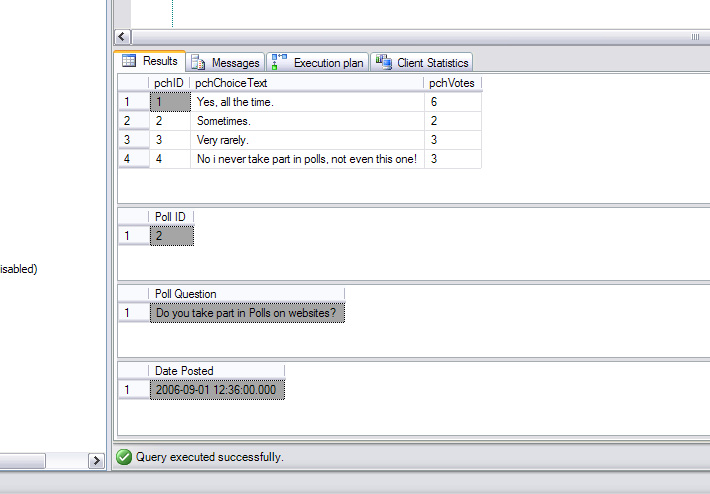 Results Messages Execution plan Client Statistics
pchID pchChoiceText pchVotes
1 1 Yes, all the time. 6
2 2 Sometimes. 2
3 3 Very rarely. 3
4 4 No i never take part in polls, not even this one! 3
Poll ID
1 2
isabled)
Poll Question
1 Do you take part in Polls on websites?
Date Posted
1 2006-09-01 12:36:00.000
Query executed successfully.